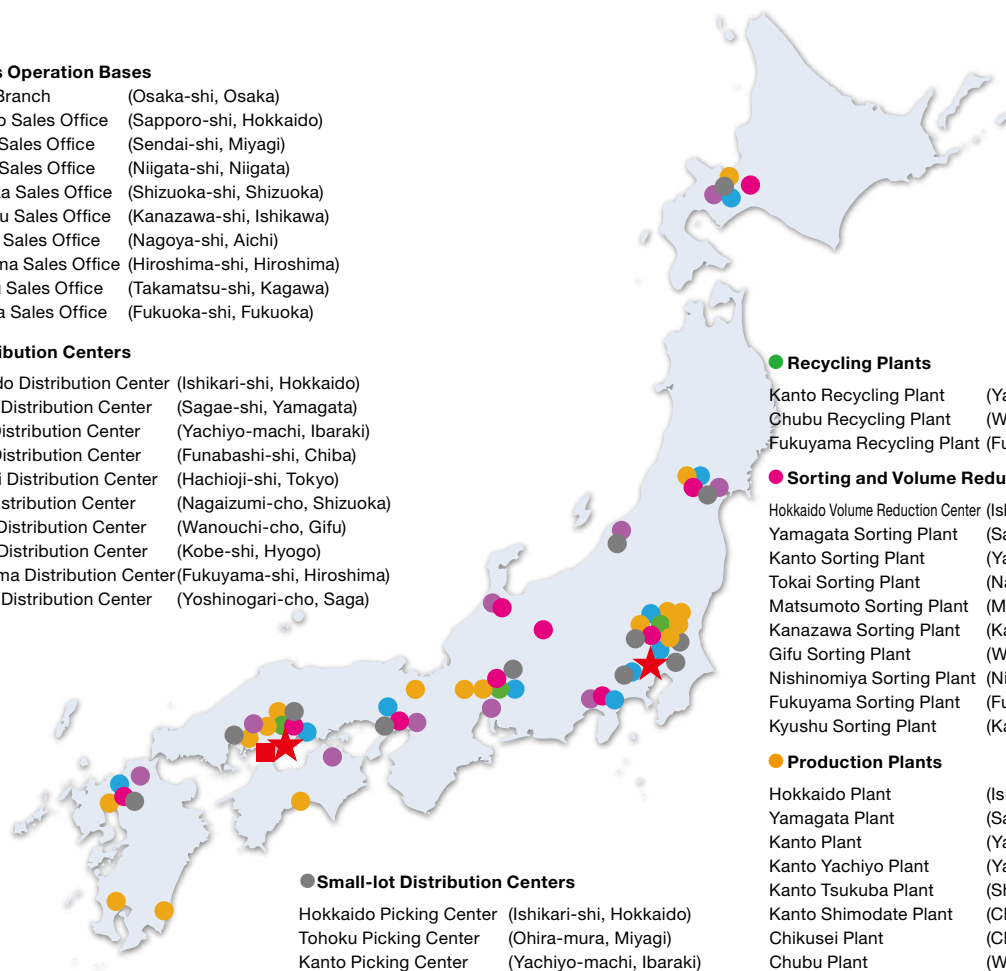 s Operation Bases
Branch (Osaka-shi, Osaka)
o Sales Office (Sapporo-shi, Hokkaido)
Sales Office (Sendai-shi, Miyagi)
Sales Office (Niigata-shi, Niigata)
ka Sales Office (Shizuoka-shi, Shizuoka)
u Sales Office (Kanazawa-shi, Ishikawa)
Sales Office (Nagoya-shi, Aichi)
ma Sales Office (Hiroshima-shi, Hiroshima)
u Sales Office (Takamatsu-shi, Kagawa)
a Sales Office (Fukuoka-shi, Fukuoka)
ibution Centers
do Distribution Center (Ishikari-shi, Hokkaido)
Distribution Center (Sagae-shi, Yamagata)
Distribution Center (Yachiyo-machi, Ibaraki)
Distribution Center (Funabashi-shi, Chiba)
i Distribution Center (Hachioji-shi, Tokyo)
istribution Center (Nagaizumi-cho, Shizuoka)
Distribution Center (Wanouchi-cho, Gifu)
Distribution Center (Kobe-shi, Hyogo)
ma Distribution Center (Fukuyama-shi, Hiroshima)
Distribution Center (Yoshinogari-cho, Saga)
Recycling Plants
Kanto Recycling Plant (Ya
Chubu Recycling Plant (W
Fukuyama Recycling Plant (Fu
Sorting and Volume Redu
Hokkaido Volume Reduction Center (Ish
Yamagata Sorting Plant (Sa
Kanto Sorting Plant (Ya
Tokai Sorting Plant (Na
Matsumoto Sorting Plant (M
Kanazawa Sorting Plant (Ka
Gifu Sorting Plant (W
Nishinomiya Sorting Plant (Ni
Fukuyama Sorting Plant (Fu
Kyushu Sorting Plant (Ka
Production Plants
Hokkaido Plant (Ish
Yamagata Plant (Sa
Kanto Plant (Ya
Kanto Yachiyo Plant (Ya
Kanto Tsukuba Plant (Sh
Kanto Shimodate Plant (Ch
Chikusei Plant (Ch
Chubu Plant (W
Small-lot Distribution Centers
Hokkaido Picking Center (Ishikari-shi, Hokkaido)
Tohoku Picking Center (Ohira-mura, Miyagi)
Kanto Picking Center (Yachiyo-machi, Ibaraki)